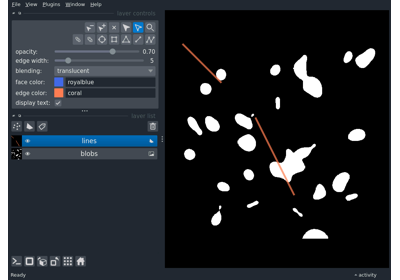 File View Plugins Window Help
layer controls
opacity: 0.70
edge width: 5
blending: translucent
face color: royalblue
edge color: coral
display text:
layer list
lines
blobs
activity